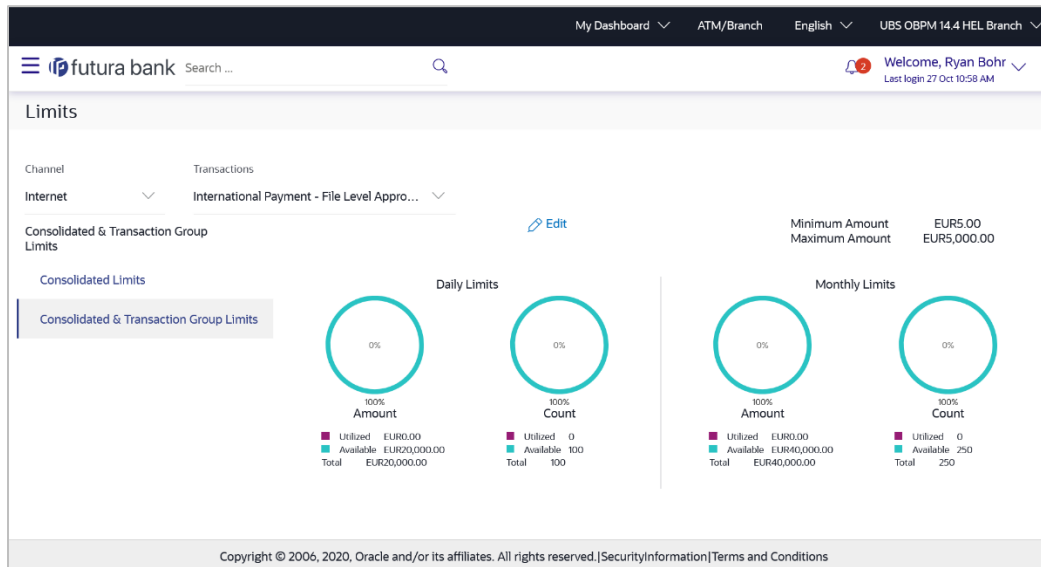 My Dashboard ATM/Branch English UBS OBPM 14.4 HEL Branch
futura bank Search ... 2 Welcome, Ryan Bohr
Last login 27 Oct 10:58 AM
Limits
Channel Transactions
Internet International Payment - File Level Appro...
Consolidated & Transaction Group
Limits
Edit
Minimum Amount EUR5.00
Maximum Amount EUR5,000.00
Consolidated Limits
Consolidated & Transaction Group Limits
Daily Limits Monthly Limits
0% 0% 0% 0%
100% 100% 100% 100%
Amount Count Amount Count
Utilized EUR0.00 Utilized 0 Utilized EUR0.00 Utilized 0
Available EUR20,000.00 Available 100 Available EUR40,000.00 Available 250
Total EUR20,000.00 Total 100 Total EUR40,000.00 Total 250
Copyright © 2006, 2020, Oracle and/or its affiliates. All rights reserved.|SecurityInformation|Terms and Conditions